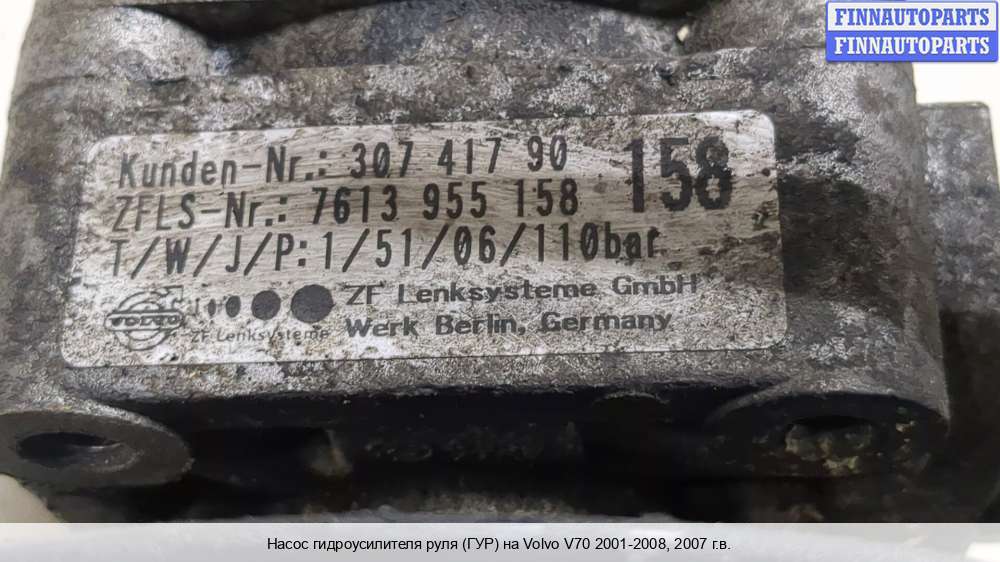 FINNAUTOPARTS
FINNAUTOPARTS
Kunden-Nr.: 307 417 90
158
ZFLS-Nr.: 7613 955 158
T/W/J/P: 1/51/06/110bar
VOLVO
ZF Lenksysteme
ZF Lenksysteme GmbH
Werk Berlin, Germany
Насос гидроусилителя руля (ГУР) на Volvo V70 2001-2008, 2007 г.в.